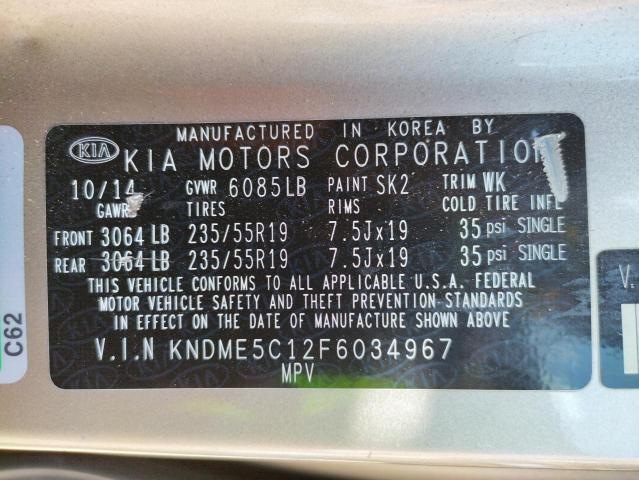 MANUFACTURED IN KOREA BY
KIA KIA MOTORS CORPORATION
10/14 GVWR 6085LB PAINT SK2 TRIM WK
GAWR TIRES RIMS COLD TIRE INFL
FRONT 3064 LB 235/55R19 7.5Jx19 35 psi SINGLE
REAR 3064 LB 235/55R19 7.5Jx19 35 psi SINGLE
THIS VEHICLE CONFORMS TO ALL APPLICABLE U.S.A. FEDERAL
MOTOR VEHICLE SAFETY AND THEFT PREVENTION STANDARDS
IN EFFECT ON THE DATE OF MANUFACTURE SHOWN ABOVE
V.I.N KNDME5C12F6034967
MPV
C62
V.